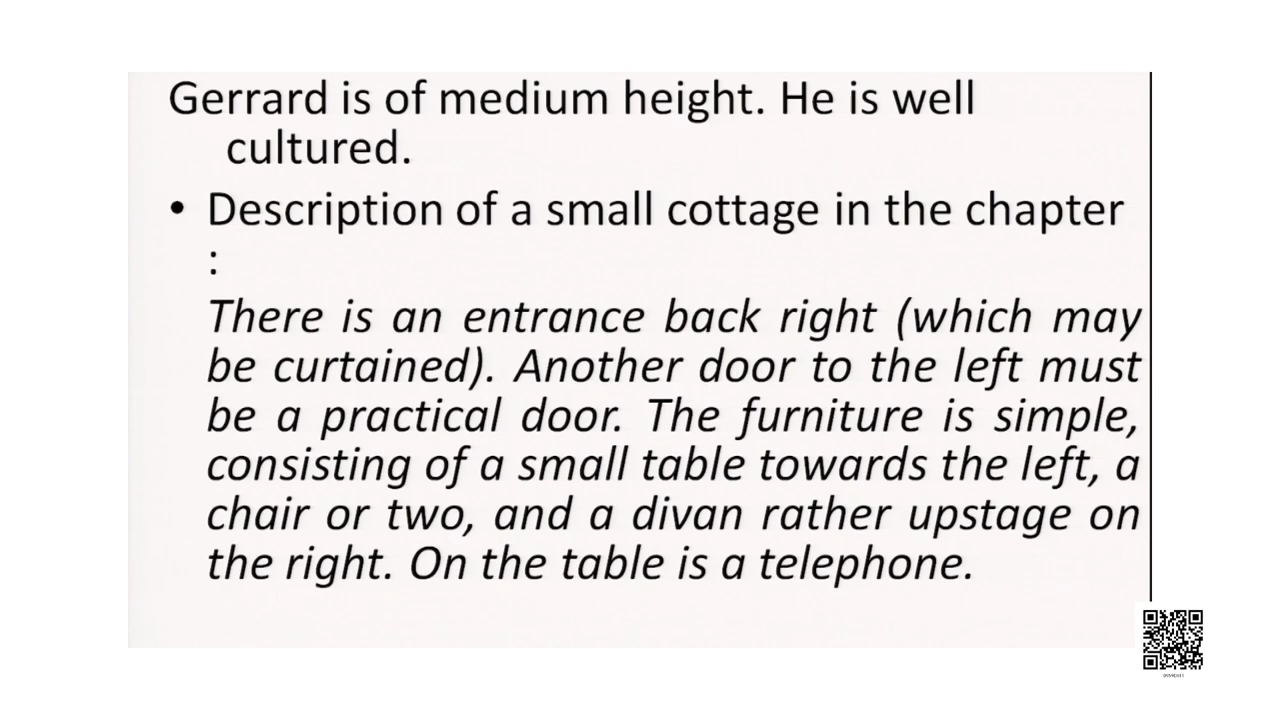 Gerrard is of medium height. He is well
cultured.
• Description of a small cottage in the chapter
:
There is an entrance back right (which may
be curtained). Another door to the left must
be a practical door. The furniture is simple,
consisting of a small table towards the left, a
chair or two, and a divan rather upstage on
the right. On the table is a telephone.